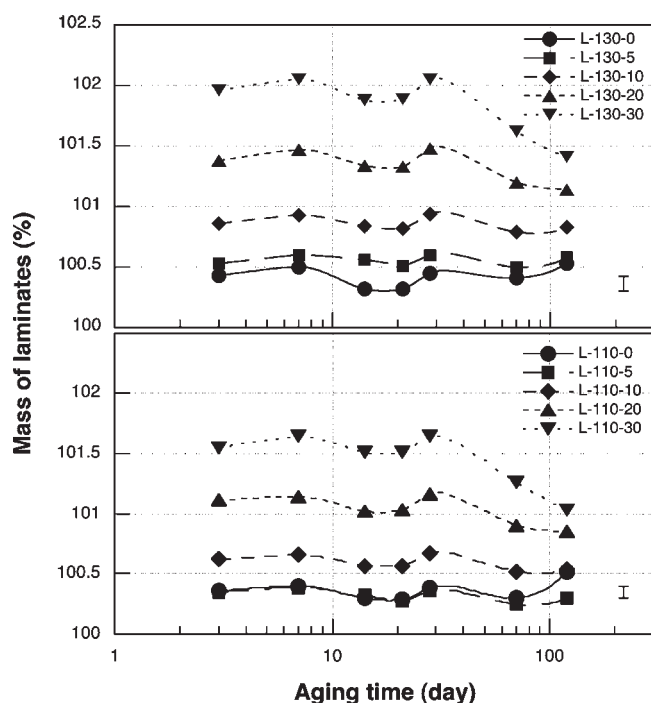 102.5
102
101.5
101
100.5
100
L-130-0
L-130-5
L-130-10
L-130-20
L-130-30
Mass of laminates (%)
102
101.5
101
100.5
100
L-110-0
L-110-5
L-110-10
L-110-20
L-110-30
1 10 100
Aging time (day)